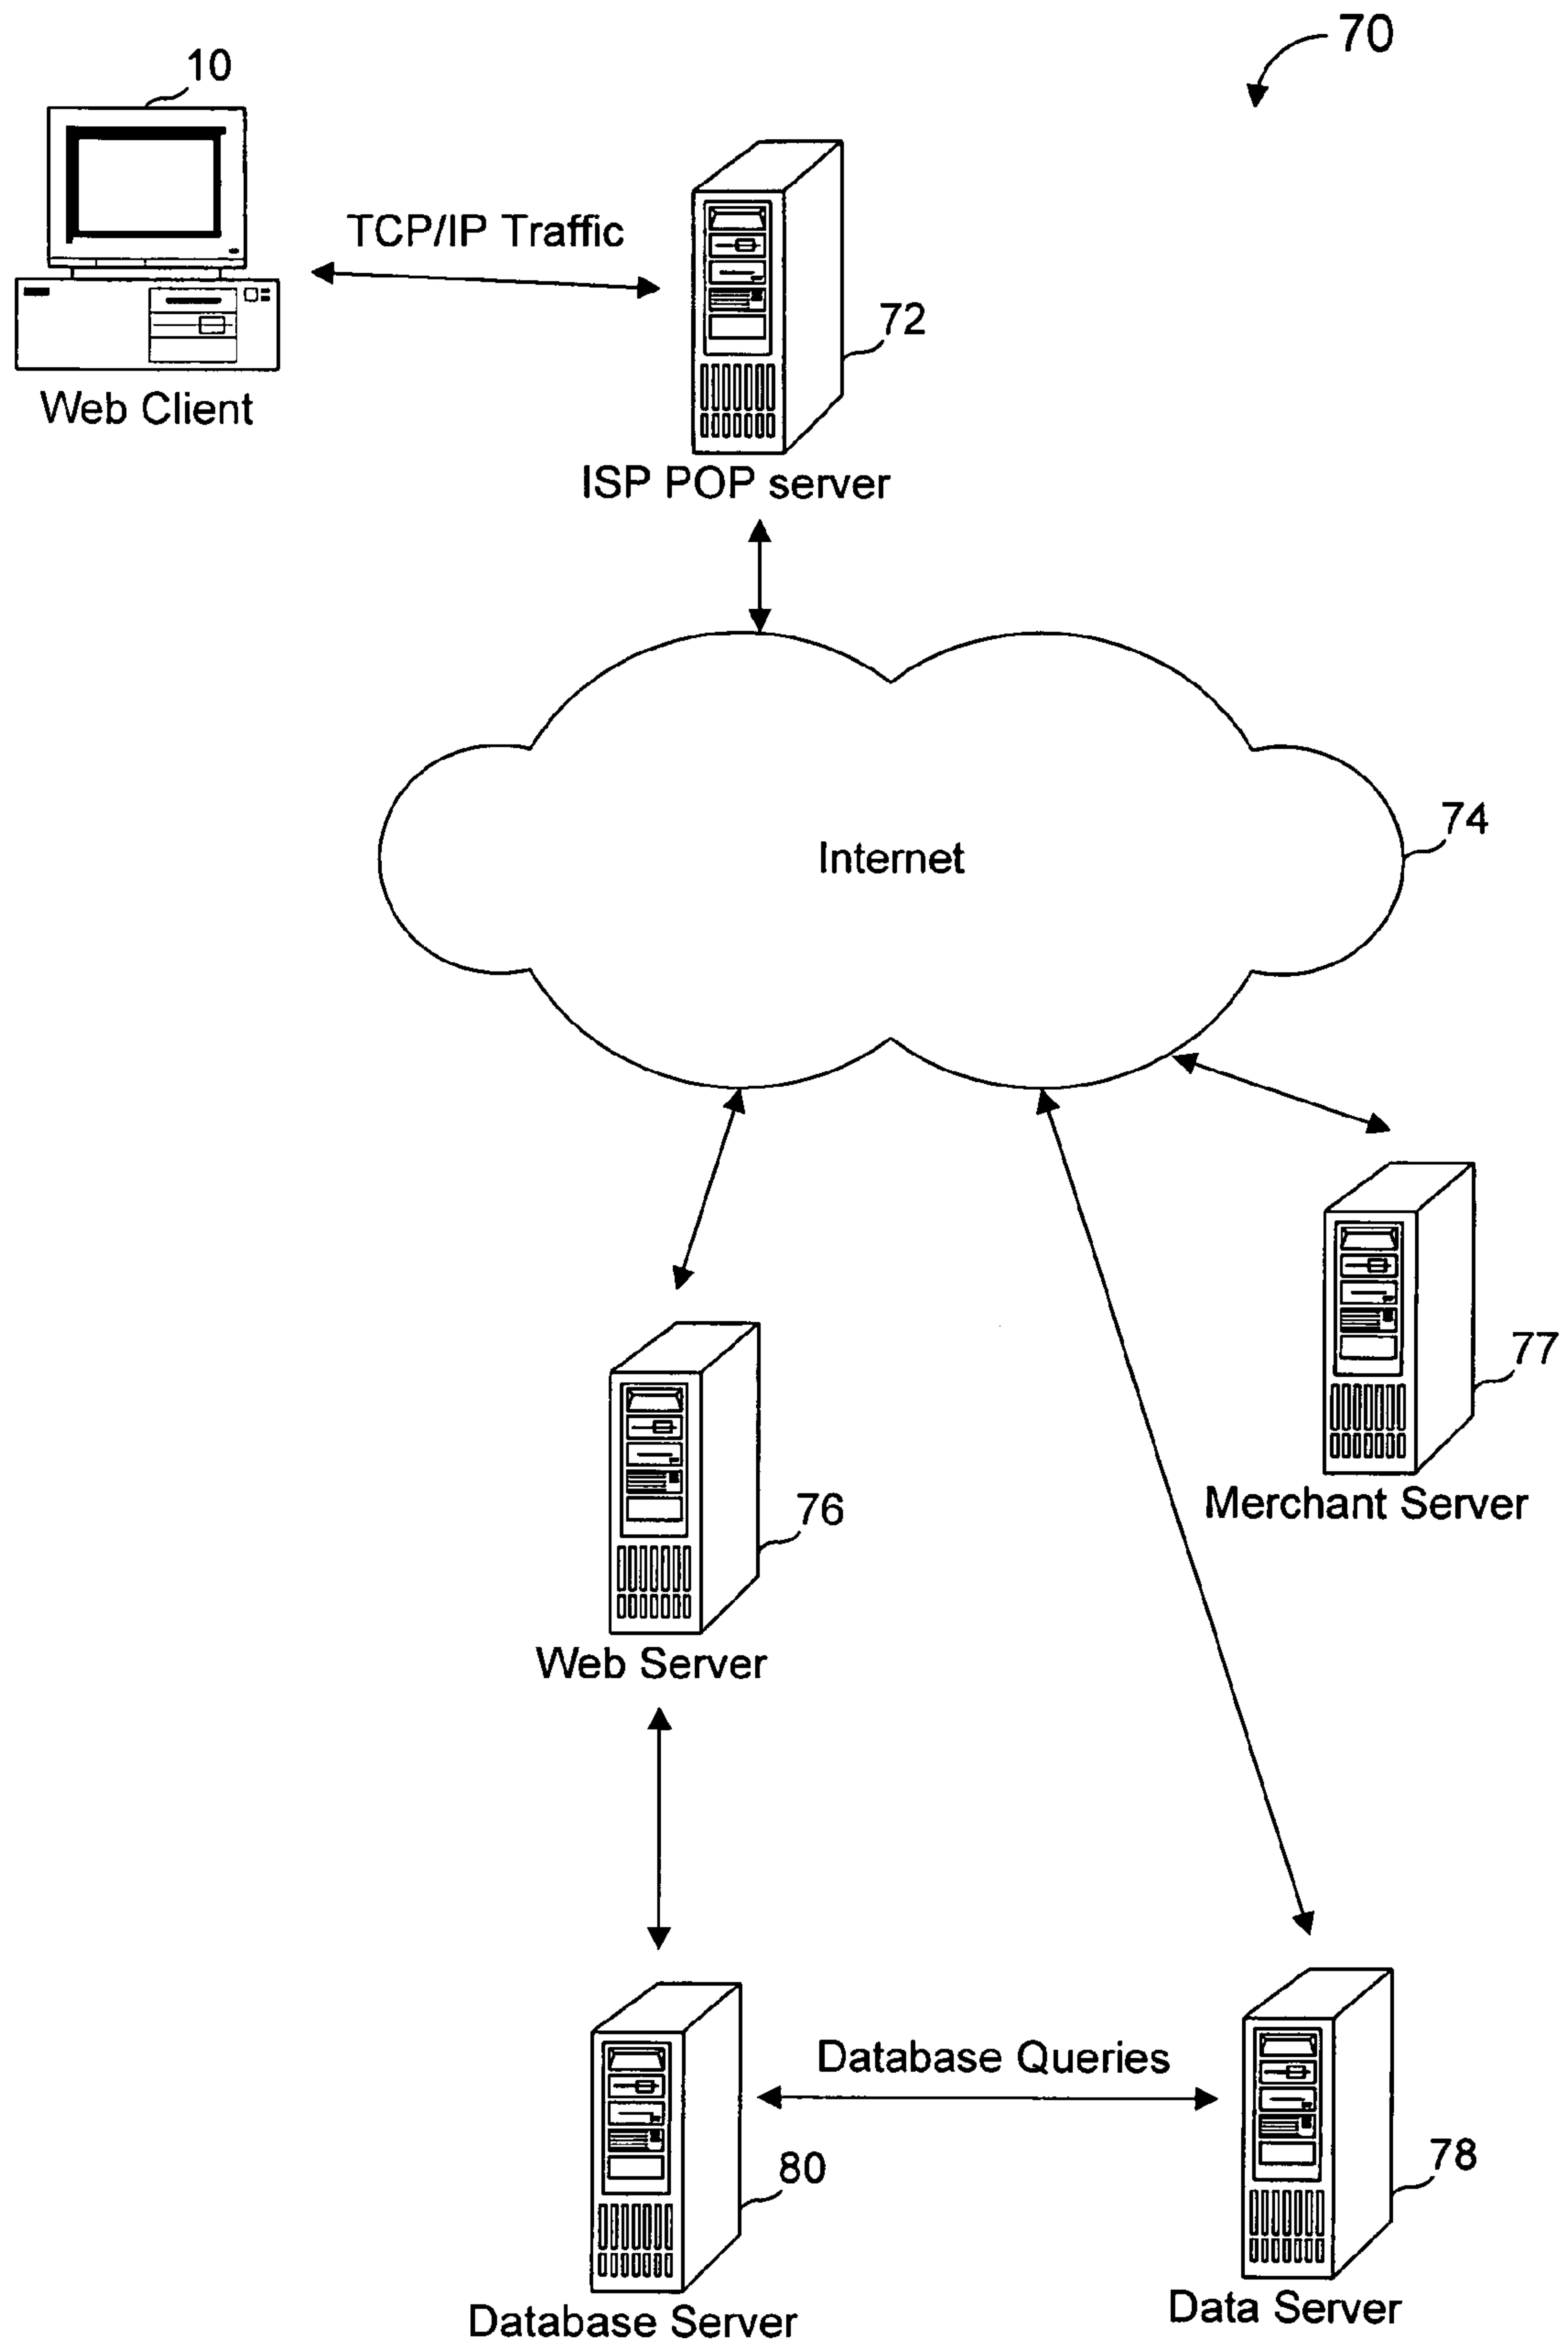 70
10
TCP/IP Traffic
72
Web Client
ISP POP server
74
Internet
77
Merchant Server
76
Web Server
Database Queries
80
78
Database Server
Data Server